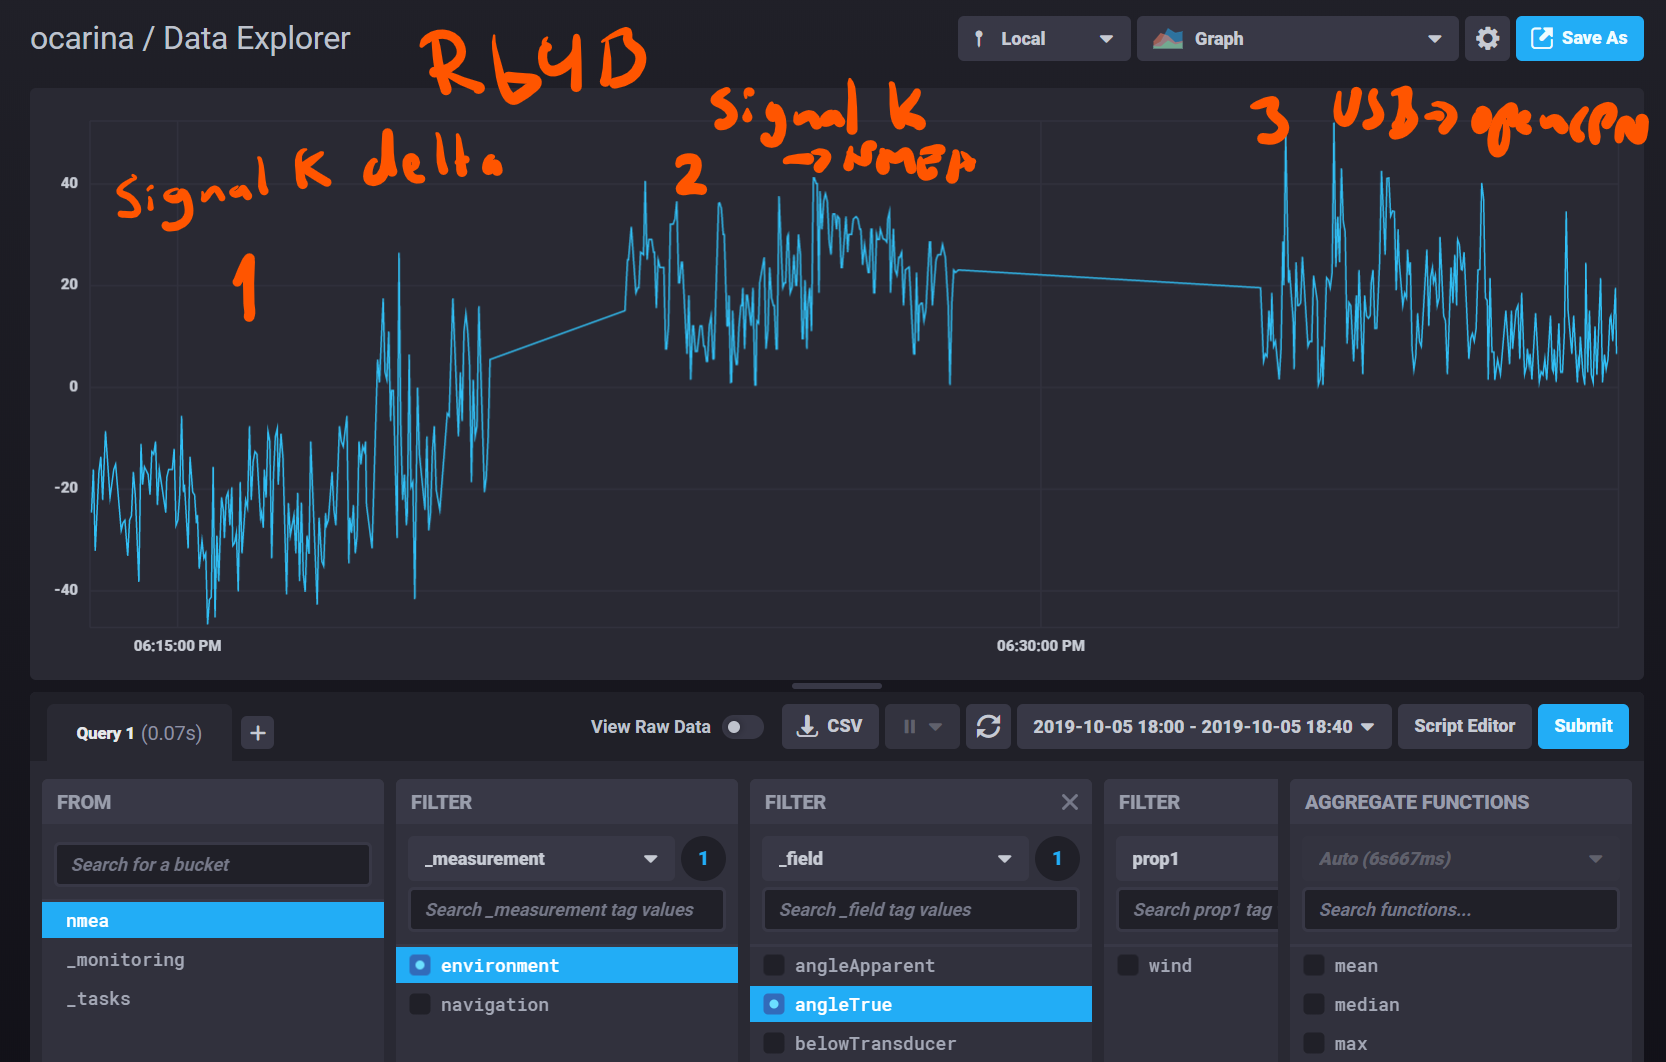 ocarina / Data Explorer
Local
Graph
Save As
Rb4D
Signal K delta
1
2
Signal K
→ NMEA
3 USB → openCPN
40
20
0
-20
-40
06:15:00 PM
06:30:00 PM
Query 1 (0.07s)
+
View Raw Data
CSV
2019-10-05 18:00 - 2019-10-05 18:40
Script Editor
Submit
FROM
Search for a bucket
nmea
_monitoring
_tasks
FILTER
_measurement
1
Search _measurement tag values
environment
navigation
FILTER
_field
1
Search _field tag values
angleApparent
angleTrue
belowTransducer
FILTER
prop1
Search prop1 tag
wind
AGGREGATE FUNCTIONS
Auto (6s667ms)
Search functions...
mean
median
max